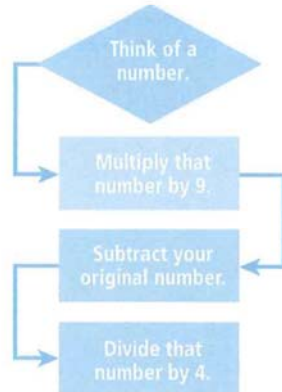 Think of a
number.
Multiply that
number by 9.
Subtract your
original number.
Divide that
number by 4.